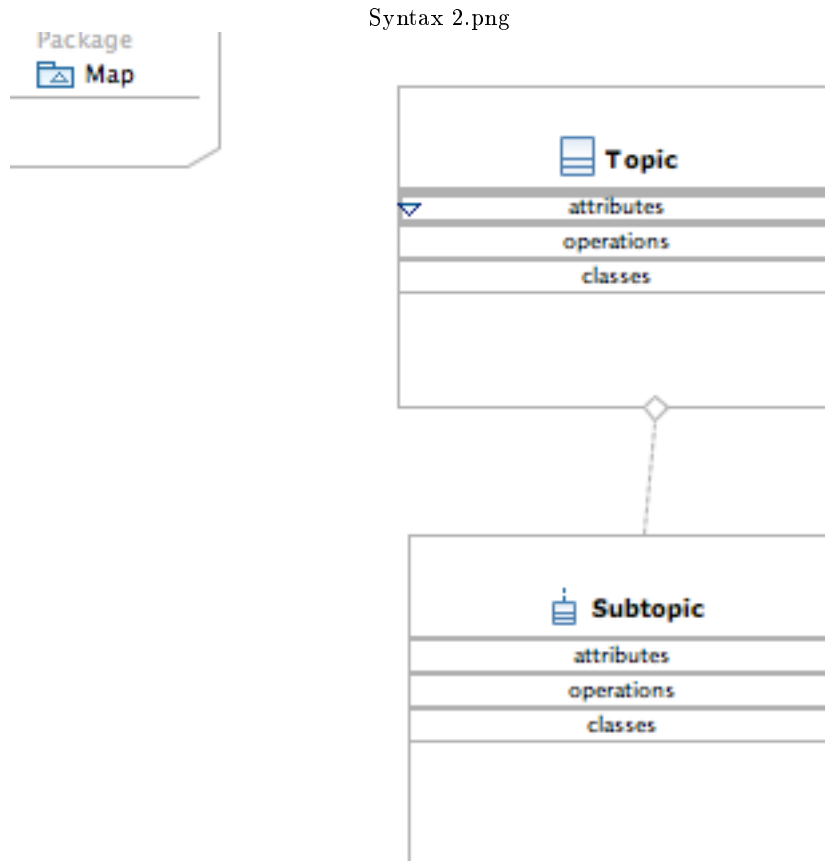 Syntax 2.png
Package
Map
Topic
attributes
operations
classes
Subtopic
attributes
operations
classes